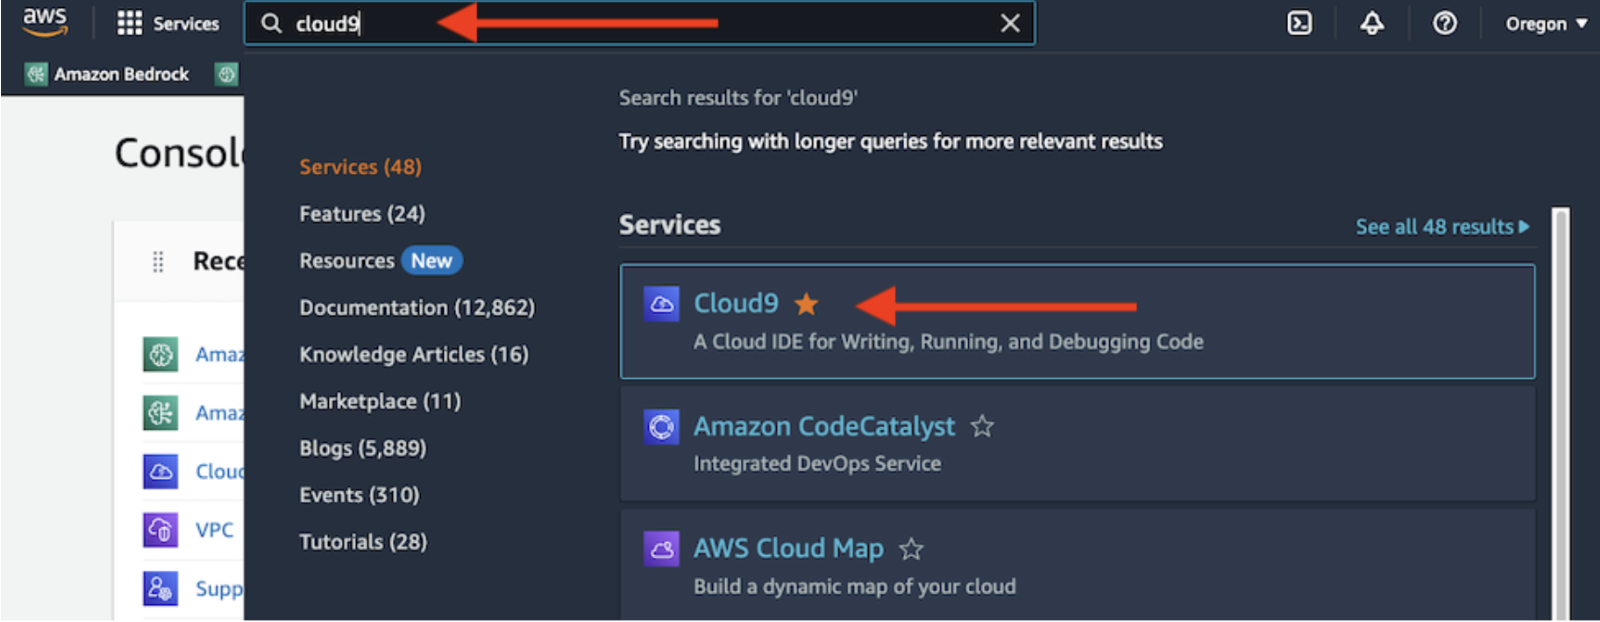 aws
Services
cloud9
Oregon
Amazon Bedrock
Search results for 'cloud9'
Try searching with longer queries for more relevant results
Consol
Rece
Amaz
Amaz
Clou
VPC
Supp
Services (48)
Features (24)
Resources New
Documentation (12,862)
Knowledge Articles (16)
Marketplace (11)
Blogs (5,889)
Events (310)
Tutorials (28)
Services
See all 48 results
Cloud9
A Cloud IDE for Writing, Running, and Debugging Code
Amazon CodeCatalyst
Integrated DevOps Service
AWS Cloud Map
Build a dynamic map of your cloud